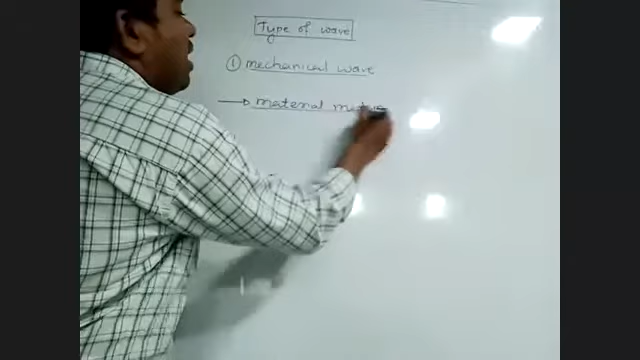 Type of wave
① mechanical wave
→ material